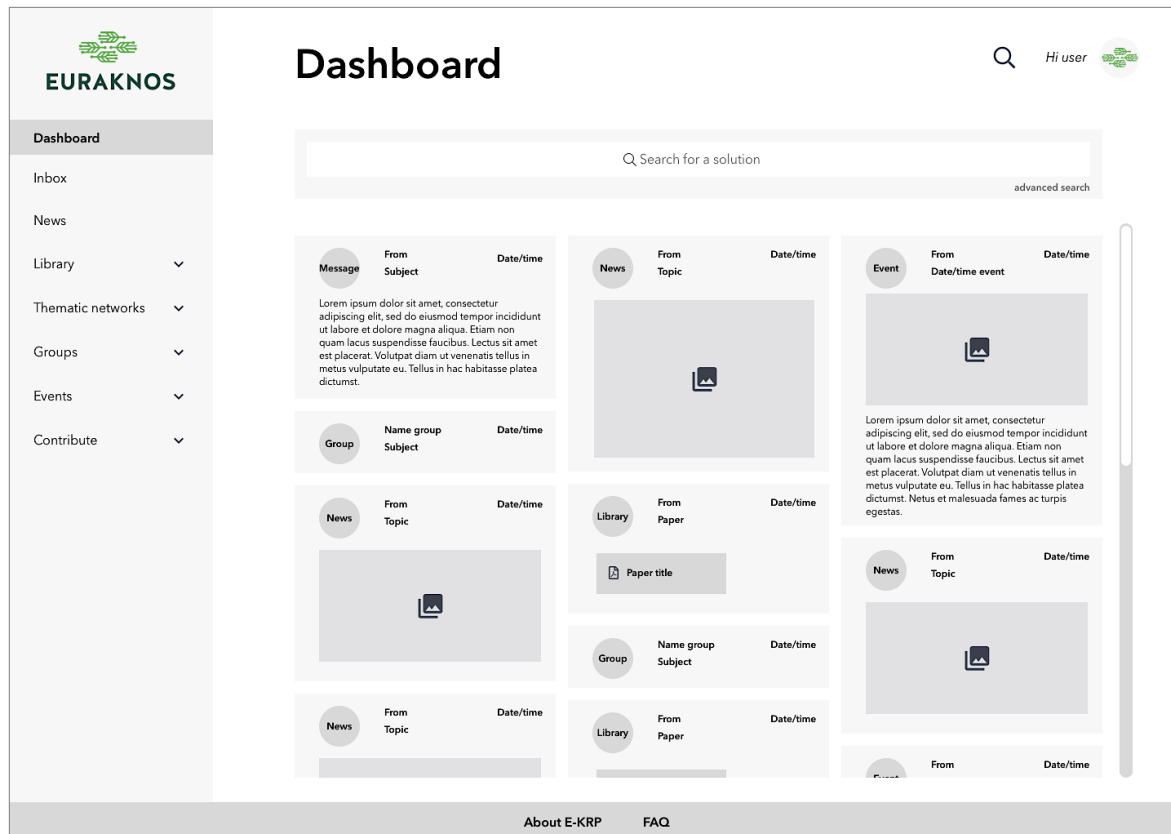 EURAKNOS
Dashboard
Hi user
Dashboard
Inbox
News
Library
Thematic networks
Groups
Events
Contribute
Search for a solution
advanced search
Message
From
Subject
Date/time
Lorem ipsum dolor sit amet, consectetur
adipiscing elit, sed do eiusmod tempor incididunt
ut labore et dolore magna aliqua. Etiam non
quam lacus suspendisse faucibus. Lectus sit amet
est placerat. Volutpat diam ut venenatis tellus in
metus vulputate eu. Tellus in hac habitasse platea
dictumst.
Group
Name group
Subject
Date/time
News
From
Topic
Date/time
News
From
Topic
Date/time
News
From
Topic
Date/time
Library
From
Paper
Date/time
Paper title
Group
Name group
Subject
Date/time
Library
From
Paper
Date/time
Event
From
Date/time event
Date/time
Lorem ipsum dolor sit amet, consectetur
adipiscing elit, sed do eiusmod tempor incididunt
ut labore et dolore magna aliqua. Etiam non
quam lacus suspendisse faucibus. Lectus sit amet
est placerat. Volutpat diam ut venenatis tellus in
metus vulputate eu. Tellus in hac habitasse platea
dictumst. Netus et malesuada fames ac turpis
egestas.
News
From
Topic
Date/time
Event
From
Date/time
About E-KRP
FAQ